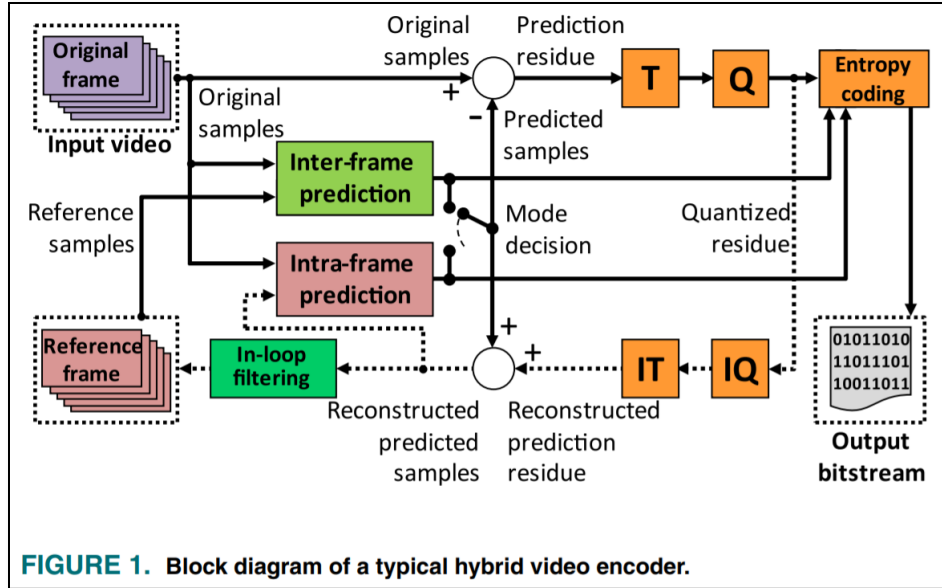 Original
frame
Input video
Original
samples
Prediction
residue
+
-
T
Q
Entropy
coding
Original
samples
Predicted
samples
Inter-frame
prediction
Reference
samples
Mode
decision
Quantized
residue
Intra-frame
prediction
+
+
Reference
frame
In-loop
filtering
IT
IQ
01011010
11011101
10011011
Reconstructed
predicted
samples
Reconstructed
prediction
residue
Output
bitstream
FIGURE 1. Block diagram of a typical hybrid video encoder.